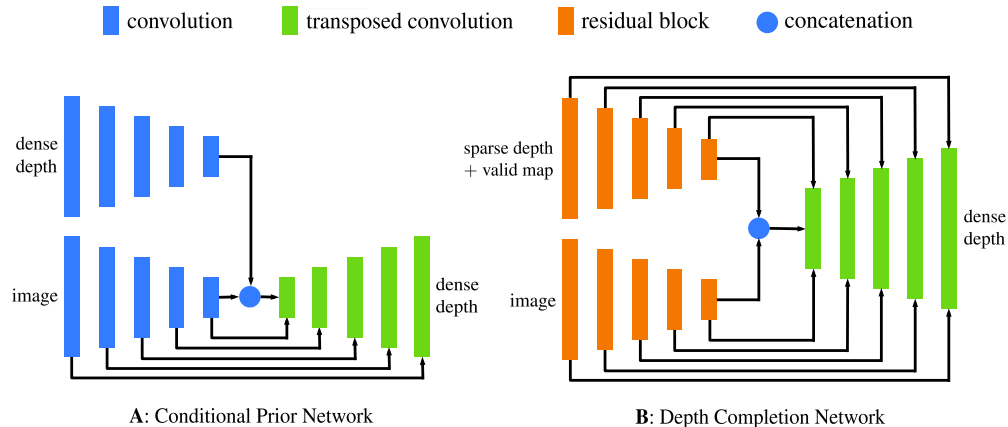 convolution
transposed convolution
residual block
concatenation
dense
depth
image
dense
depth
A: Conditional Prior Network
sparse depth
+ valid map
image
dense
depth
B: Depth Completion Network